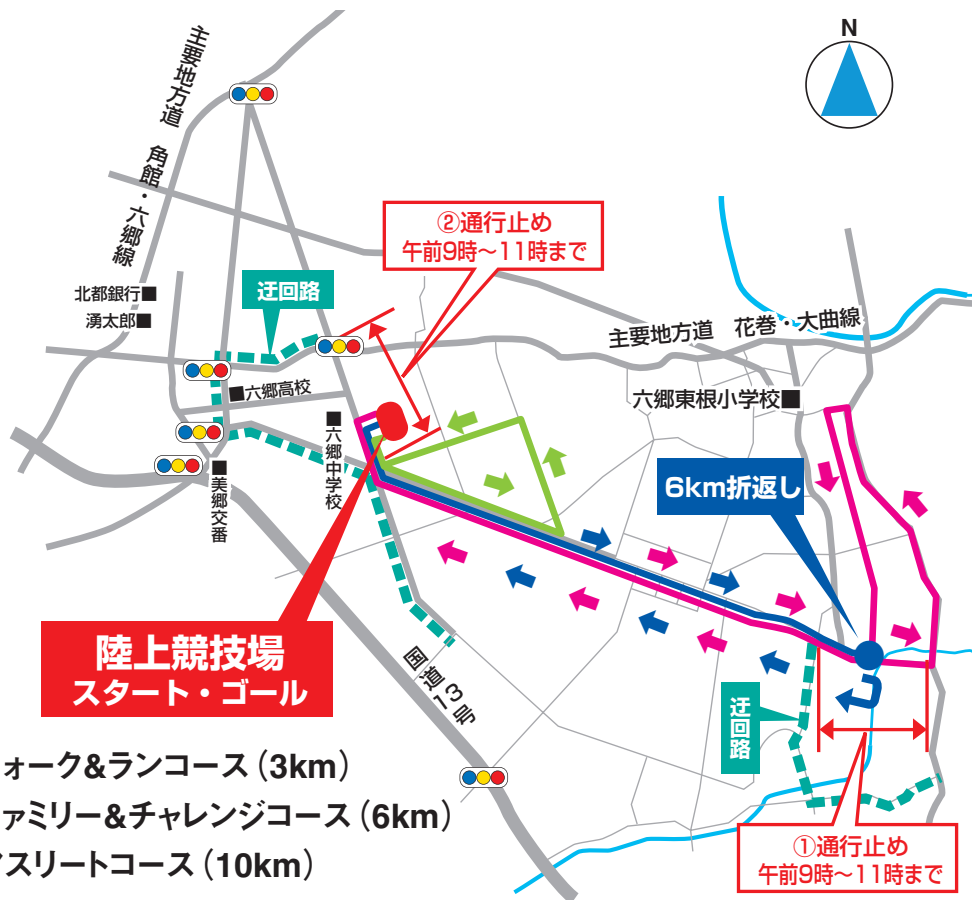 N
主要地方道 角館・六郷線
②通行止め
午前9時～11時まで
北都銀行■
湧太郎■
迂回路
主要地方道 花巻・大曲線
■六郷高校
六郷東根小学校■
■六郷中学校
■美郷交番
6km折返し
陸上競技場
スタート・ゴール
国道13号
迂回路
ォーク&ランコース（3km）
ァミリー&チャレンジコース（6km）
スリートコース（10km）
①通行止め
午前9時～11時まで